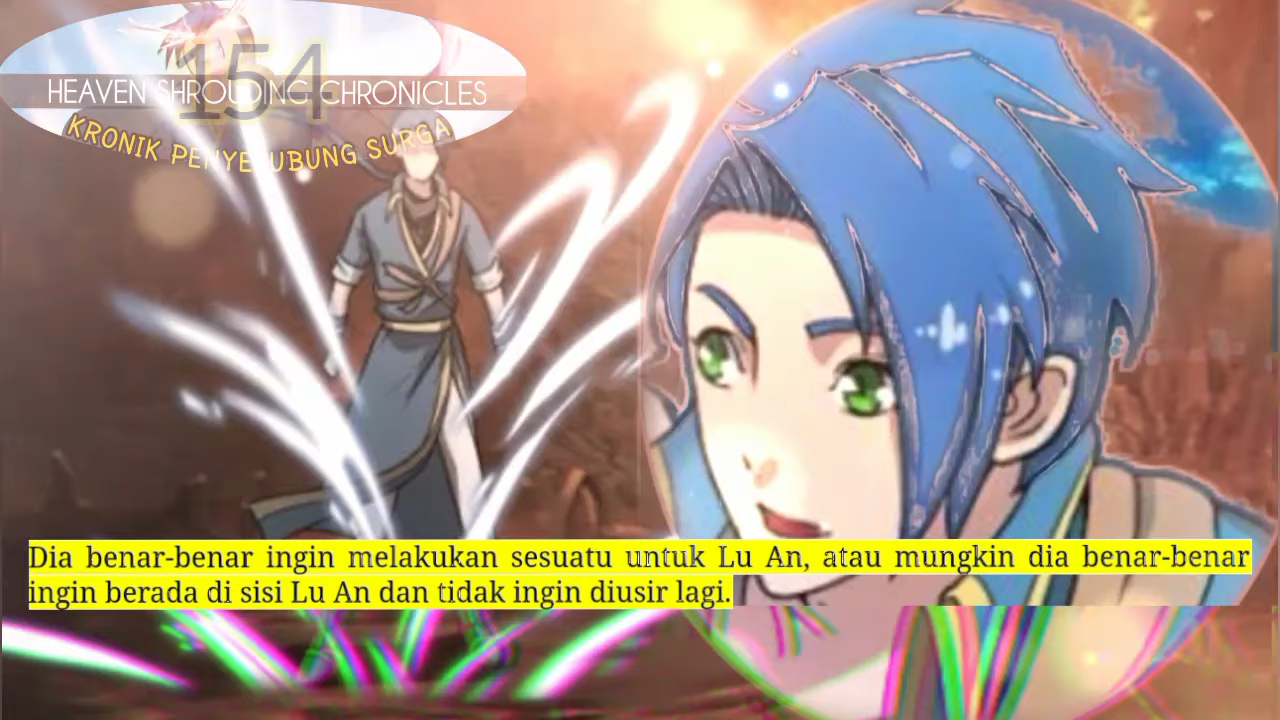 154
HEAVEN SHROUDING CHRONICLES
KRONIK PENYELUBUNG SURGA
Dia benar-benar ingin melakukan sesuatu untuk Lu An, atau mungkin dia benar-benar
ingin berada di sisi Lu An dan tidak ingin diusir lagi.